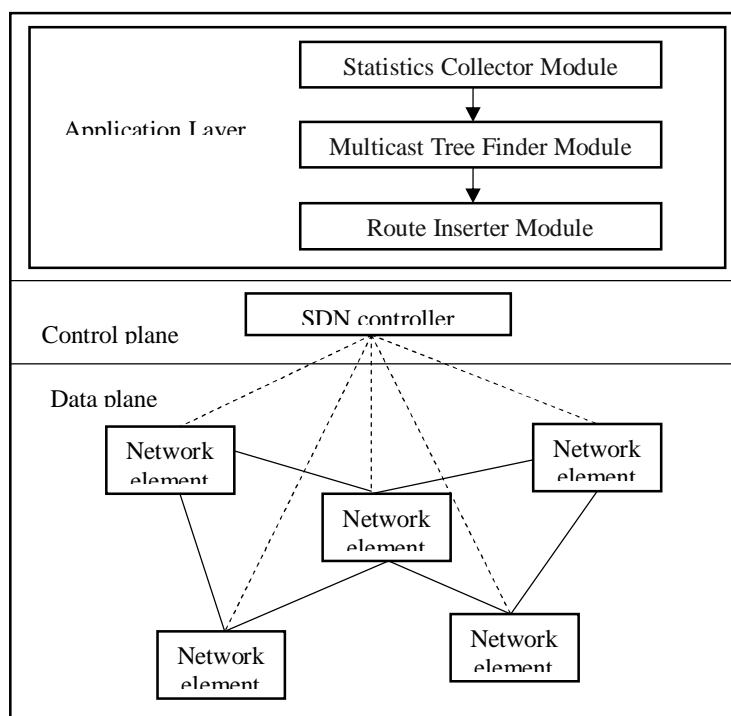 Statistics Collector Module
Application Layer
Multicast Tree Finder Module
Route Inserter Module
SDN controller
Control plane
Data plane
Network
element
Network
element
Network
element
Network
element
Network
element